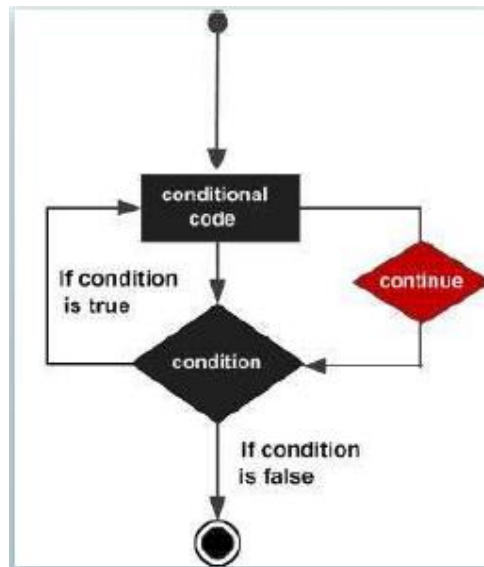 conditional
code
If condition
is true
continue
condition
If condition
is false